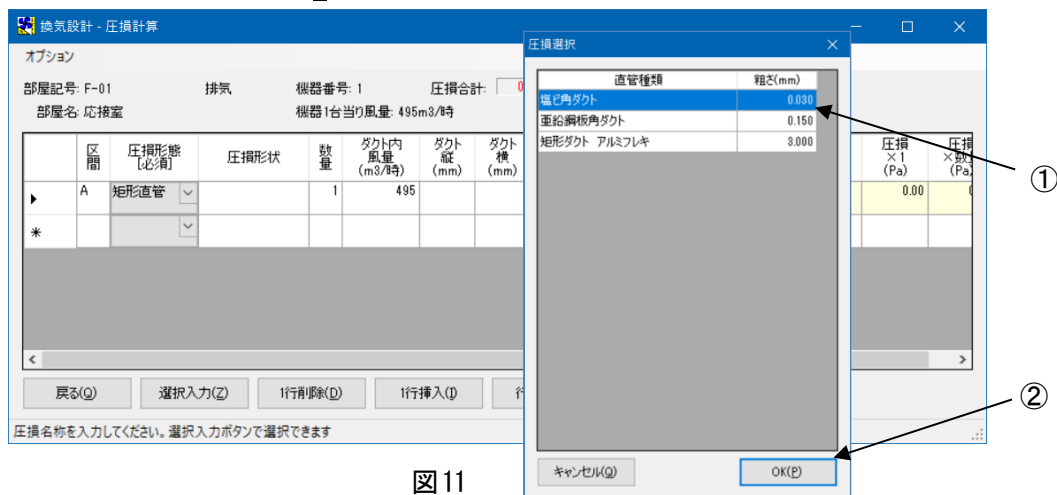 換気設計 - 圧損計算
オプション
部屋記号: F-01 排気 機器番号: 1 圧損合計: 0
部屋名: 応接室 機器1台当り風量: 495m3/時
区間 圧損形態[必須] 圧損形状 数量 ダクト内風量(m3/時) ダクト縦(mm) ダクト横(mm) 圧損×1(Pa) 圧損×数量(Pa)
A 矩形直管 1 495 0.00 0
戻る(Q) 選択入力(Z) 1行削除(D) 1行挿入(I) 行
圧損名称を入力してください。選択入力ボタンで選択できます
圧損選択
直管種類 粗さ(mm)
塩ビ角ダクト 0.030
亜鉛鋼板角ダクト 0.150
矩形ダクト アルミフレキ 3.000
キャンセル(Q) OK(P)
①
②
図11